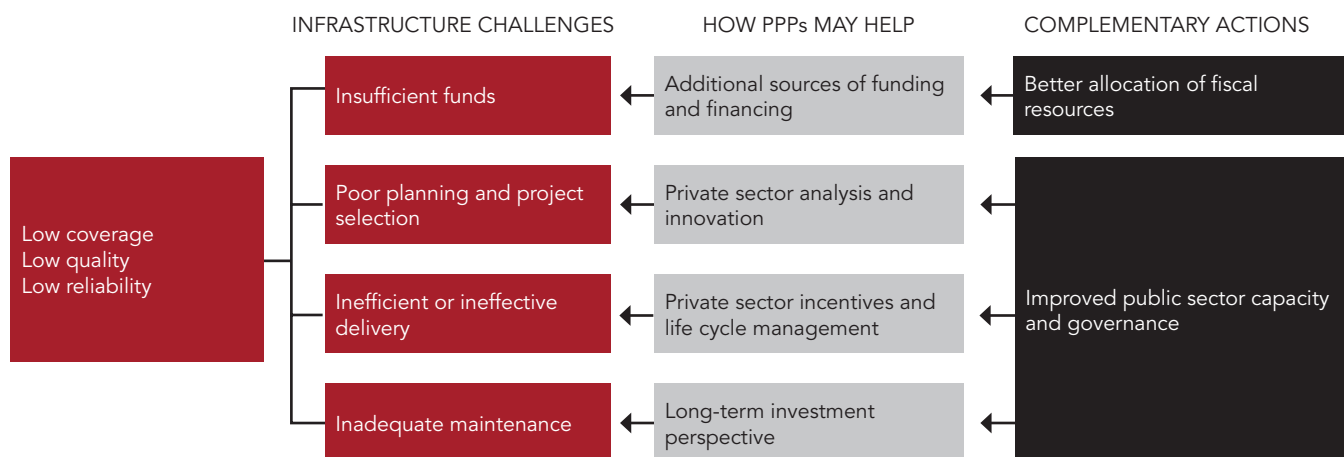 INFRASTRUCTURE CHALLENGES
HOW PPPs MAY HELP
COMPLEMENTARY ACTIONS
Low coverage
Low quality
Low reliability
Insufficient funds
Additional sources of funding
and financing
Better allocation of fiscal
resources
Poor planning and project
selection
Private sector analysis and
innovation
Inefficient or ineffective
delivery
Private sector incentives and
life cycle management
Improved public sector capacity
and governance
Inadequate maintenance
Long-term investment
perspective